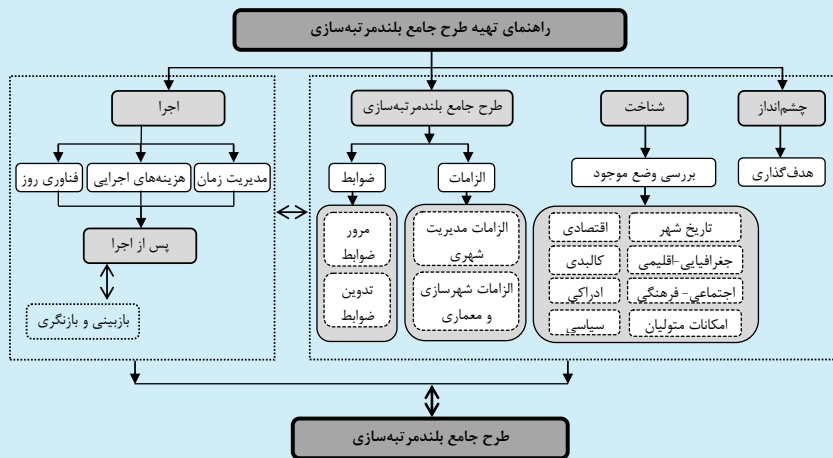 راهنمای تهیه طرح جامع بلندمرتبه‌سازی
چشم‌انداز
شناخت
طرح جامع بلندمرتبه‌سازی
اجرا
هدف‌گذاری
بررسی وضع موجود
الزامات
ضوابط
مدیریت زمان
هزینه‌های اجرایی
فناوری روز
تاریخ شهر
اقتصادی
جغرافیایی-اقلیمی
کالبدی
اجتماعی- فرهنگی
ادراکی
امکانات متولیان
سیاسی
الزامات مدیریت
شهری
الزامات شهرسازی
و معماری
مرور
ضوابط
تدوین
ضوابط
پس از اجرا
بازبینی و بازنگری
طرح جامع بلندمرتبه‌سازی